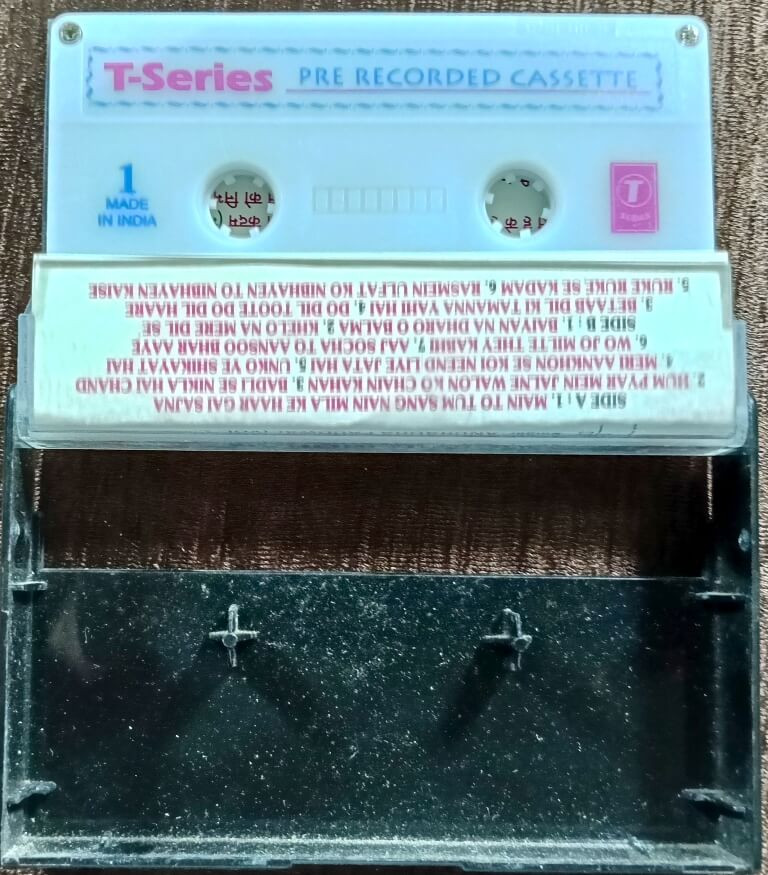 T-Series PRE RECORDED CASSETTE
1
MADE
IN INDIA
T
SERIES
कदम
को निभ
SIDE A : 1. MAIN TO TUM SANG NAIN MILA KE HAAR GAI SAJNA
2. HUM PYAR MEIN JALNE WALON KO CHAIN KAHAN 3. BADLI SE NIKLA HAI CHAND
4. MERI AANKHON SE KOI NEEND LIYE JATA HAI 5. UNKO YE SHIKAYAT HAI
6. WO JO MILTE THEY KABHI 7. AAJ SOCHA TO AANSOO BHAR AAYE
SIDE B : 1. BAIYAN NA DHARO O BALMA 2. KHELO NA MERE DIL SE
3. BETAAB DIL KI TAMANNA YAHI HAI 4. DO DIL TOOTE DO DIL HAARE
5. RUKE RUKE SE KADAM 6. RASMEIN ULFAT KO NIBHAYEN TO NIBHAYEN KAISE